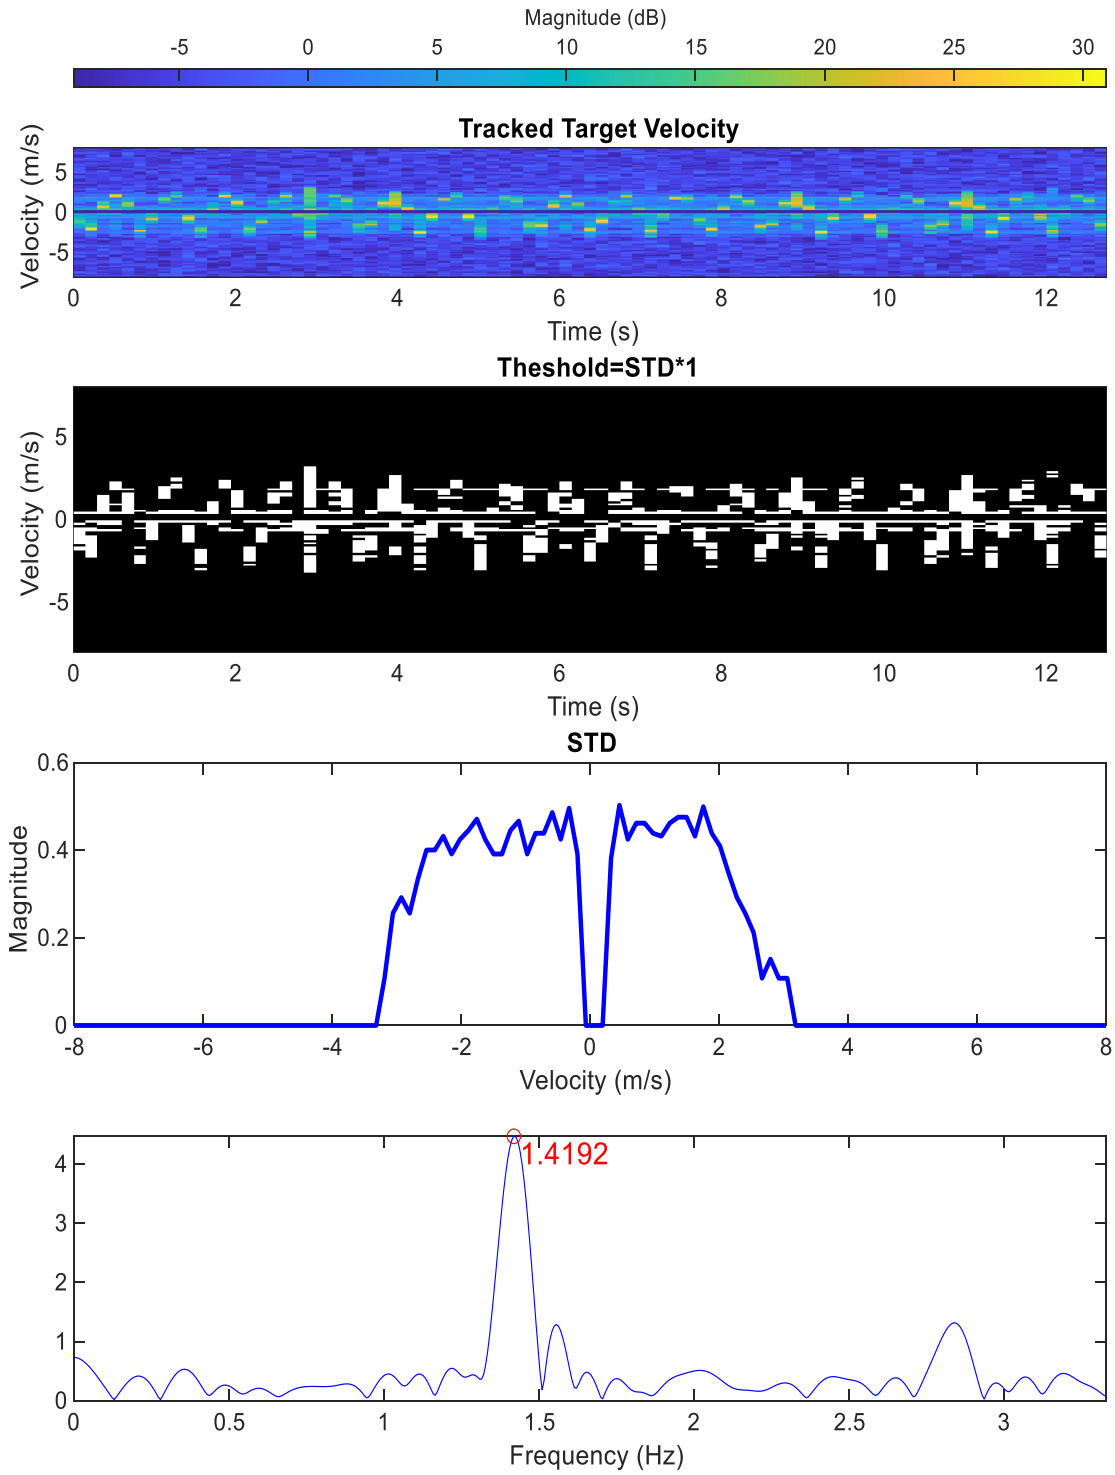 Magnitude (dB)
-5 0 5 10 15 20 25 30
Tracked Target Velocity
Velocity (m/s)
5
0
-5
0 2 4 6 8 10 12
Time (s)
Theshold=STD*1
Velocity (m/s)
5
0
-5
0 2 4 6 8 10 12
Time (s)
STD
Magnitude
0.6
0.4
0.2
0
-8 -6 -4 -2 0 2 4 6 8
Velocity (m/s)
1.4192
4
3
2
1
0
0 0.5 1 1.5 2 2.5 3
Frequency (Hz)